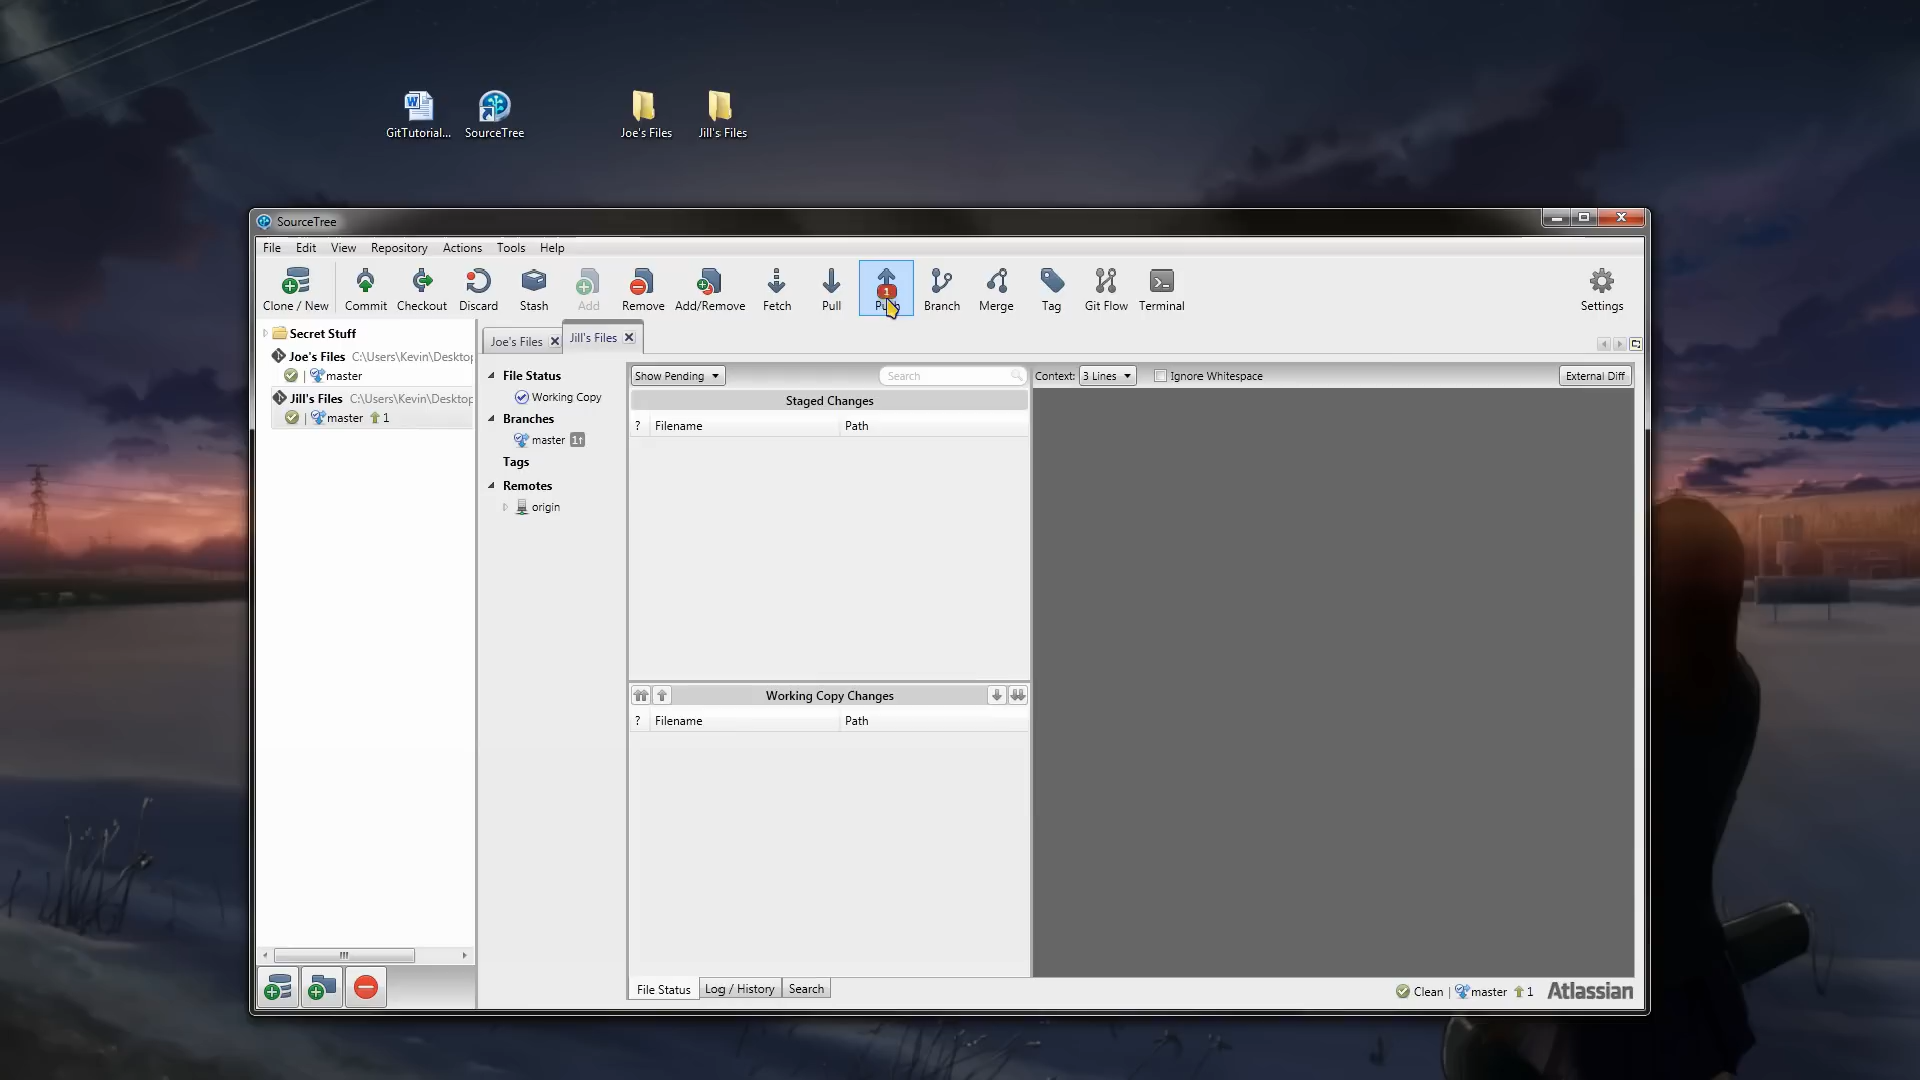 GitTutorial...
SourceTree
Joe's Files
Jill's Files
SourceTree
File Edit View Repository Actions Tools Help
Clone / New Commit Checkout Discard Stash Add Remove Add/Remove Fetch Pull 1 Branch Merge Tag Git Flow Terminal Settings
Secret Stuff
Joe's Files C:\Users\Kevin\Desktop
master
Jill's Files C:\Users\Kevin\Desktop
master 1
Joe's Files
Jill's Files
File Status
Working Copy
Branches
master 1↑
Tags
Remotes
origin
Show Pending
Search
Staged Changes
? Filename Path
Working Copy Changes
? Filename Path
Context: 3 Lines Ignore Whitespace External Diff
File Status Log / History Search
Clean | master 1 Atlassian